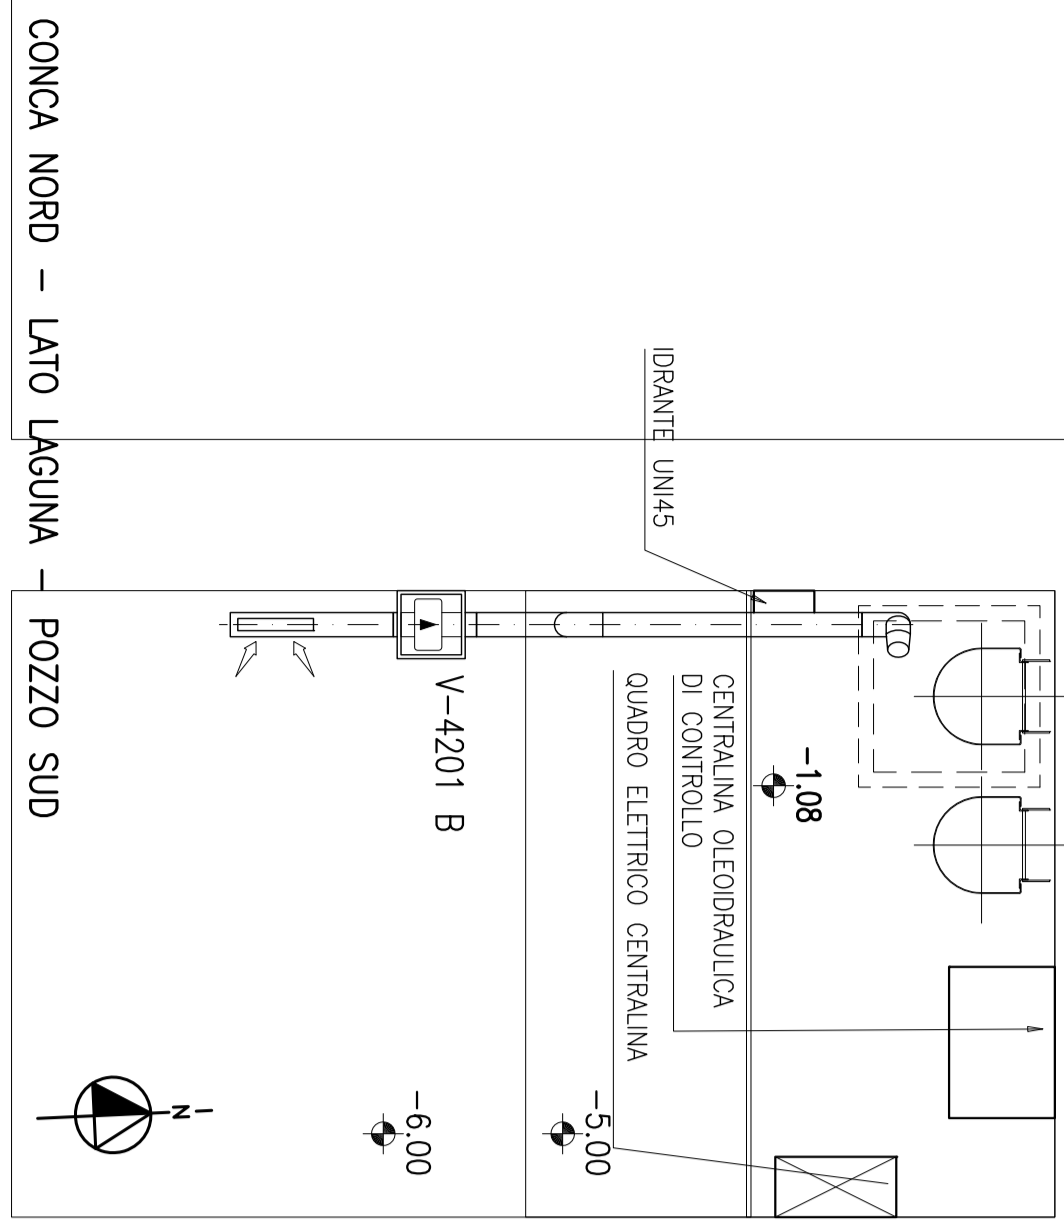 CONCA NORD - LATO LAGUNA - POZZO SUD
IDRANTE UNI45
-1.08
CENTRALINA OLEOIDRAULICA
DI CONTROLLO
QUADRO ELETTRICO CENTRALINA
V-4201 B
-5.00
-6.00
N